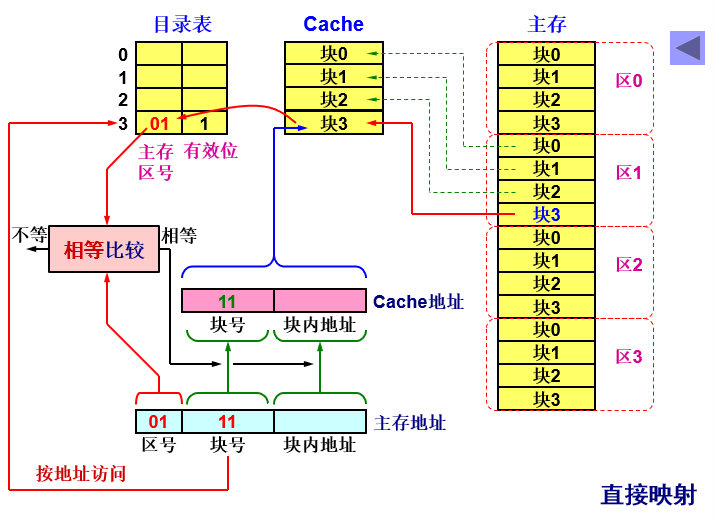 目录表
Cache
主存
0
1
2
3
01
1
主存
区号
有效位
块0
块1
块2
块3
块0
块1
块2
块3
区0
块0
块1
块2
块3
区1
块0
块1
块2
块3
区2
块0
块1
块2
块3
区3
不等
相等比较
相等
11
Cache地址
块号
块内地址
01
11
主存地址
区号
块号
块内地址
按地址访问
直接映射